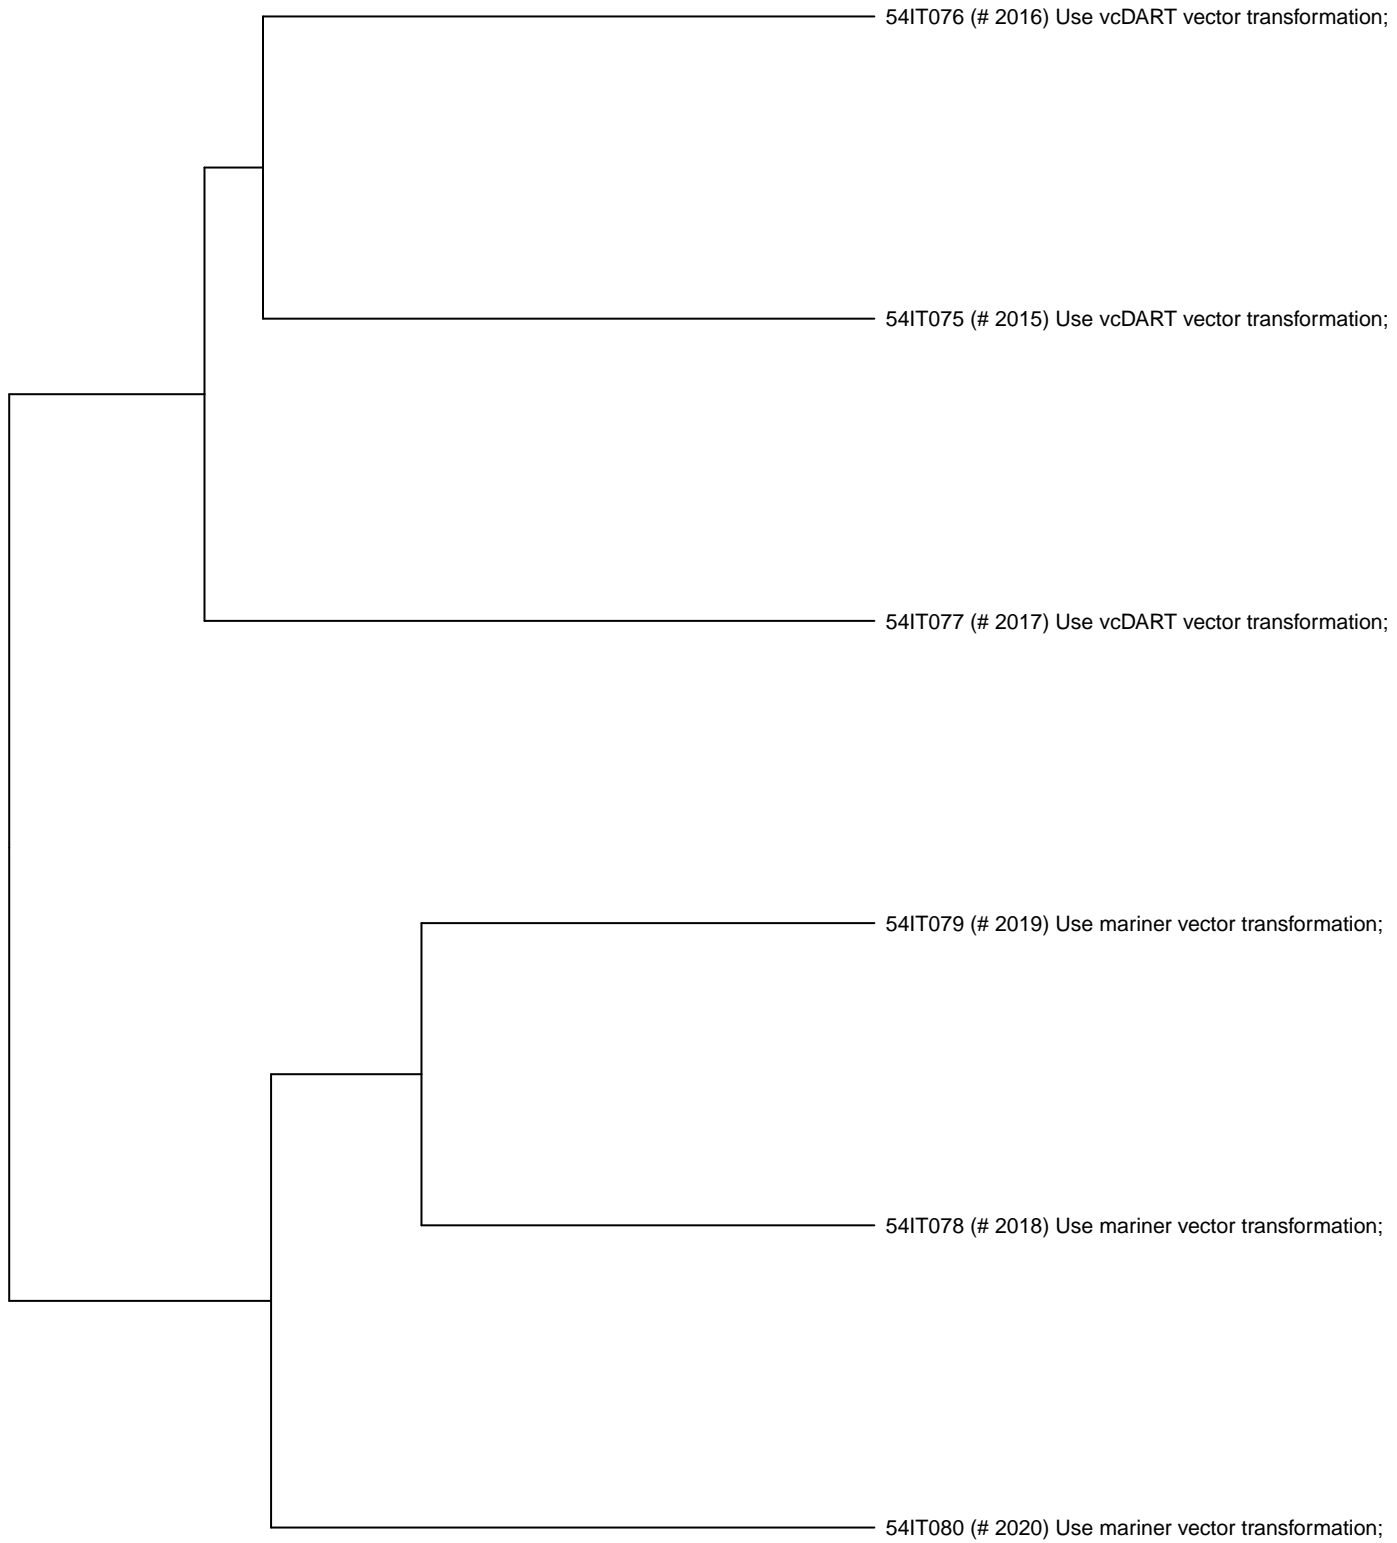 54IT076 (# 2016) Use vcDART vector transformation;
54IT075 (# 2015) Use vcDART vector transformation;
54IT077 (# 2017) Use vcDART vector transformation;
54IT079 (# 2019) Use mariner vector transformation;
54IT078 (# 2018) Use mariner vector transformation;
54IT080 (# 2020) Use mariner vector transformation;